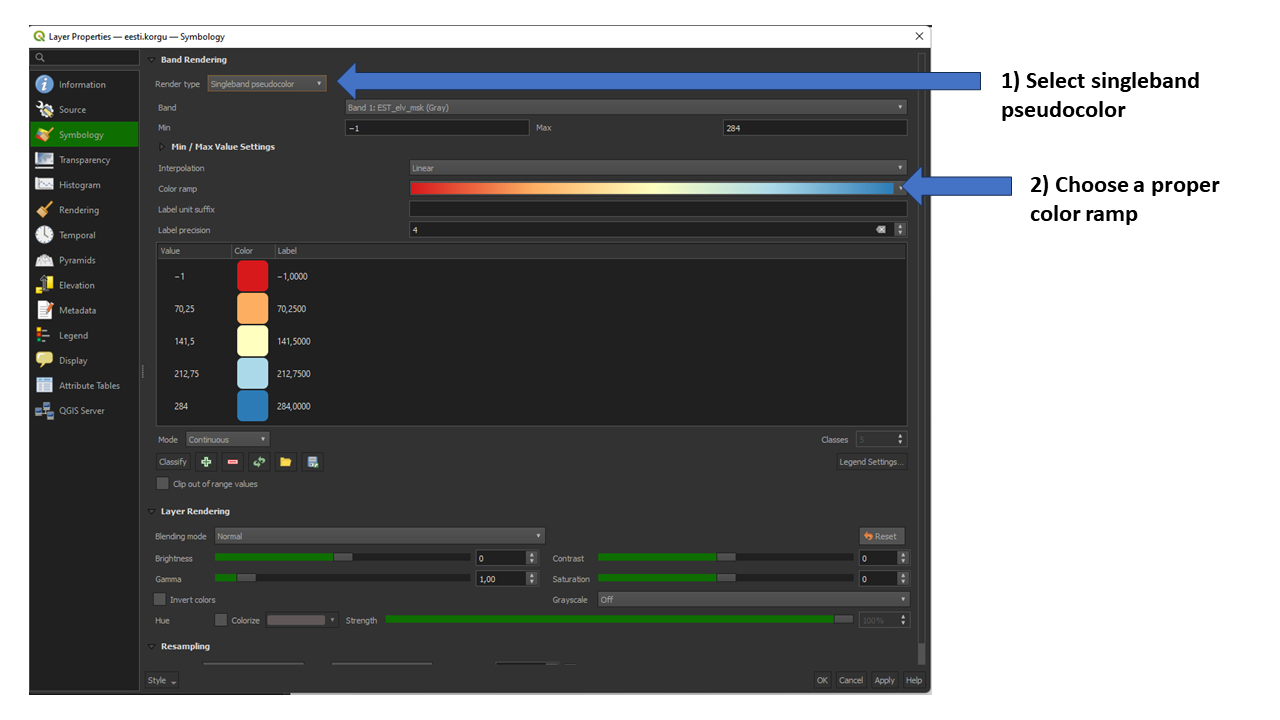 Layer Properties — eesti.korgu — Symbology
Band Rendering
Information
Render type Singleband pseudocolor
1) Select singleband
pseudocolor
Source
Band Band 1: EST_elv_msk (Gray)
Symbology
Min −1 Max 284
Min / Max Value Settings
Transparency
Interpolation Linear
Histogram
Color ramp
2) Choose a proper
color ramp
Rendering
Label unit suffix
Temporal
Label precision 4
Value Color Label
Pyramids
−1 −1,0000
Elevation
Metadata
70,25 70,2500
Legend
141,5 141,5000
Display
212,75 212,7500
Attribute Tables
284 284,0000
QGIS Server
Mode Continuous Classes 5
Classify Legend Settings...
Clip out of range values
Layer Rendering
Blending mode Normal Reset
Brightness 0 Contrast 0
Gamma 1,00 Saturation 0
Invert colors Grayscale Off
Hue Colorize Strength 100%
Resampling
Style OK Cancel Apply Help